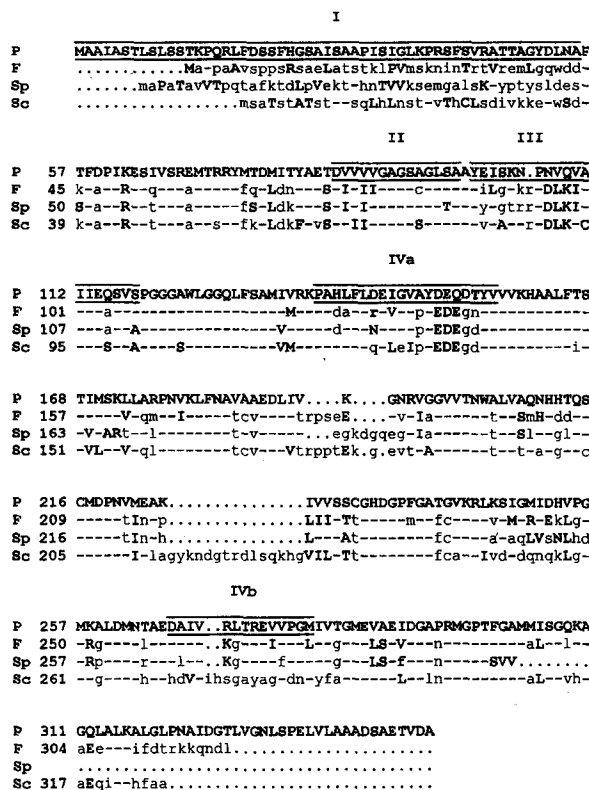 I
P MAAIASTLSLSSTKPQRLFDSSFHGSAISAAPISIGLKPRSFSVRATTAGYDLNAF
F ...........Ma-paAvsppsRsaeLatstklPVmskninTrtVremLgqwdd-
Sp .......maPaTavVTpqtafktdLpVekt-hnTVVksemgalsK-yptysldes-
Sc ................msaTstATst--sqLhLnst-vThCLsdivkke-wSd-
II III
P 57 TFDPIKESIVSREMTRRYMTDMITYAETDVVVVGAGSAGLSAAYEISKN.PNVQVA
F 45 k-a--R--q---a----fq-Ldn---S-I-II----c------iLg-kr-DLKI-
Sp 50 S-a--R--t---a----fS-Ldk---S-I-I---------T--y-gtrr-DLKI-
Sc 39 k-a--R--t---a--s-fk-LdkF-vS--II------S-----v-A--r-DLK-C
IVa
P 112 IIEQSVSPGGGAWLGGQLFSAMIVRKPAHLFLDEIGVAYDEQDTYVVVKHAALFTS
F 101 ---a---------------M----da--r-V--p-EDEgn----------------
Sp 107 ---a--A--------------V----d--N----p-EDEgd---------------
Sc 95 ---S--A----S---------VM-----q-LeIp-EDEgd-----------i-
P 168 TIMSKLLARPNVKLFNAVAAEDLIV...K....GNRVGGVVTNWALVAQNHHTQS
F 157 -----V-qm--I-----tcv----trpseE....-v-Ia-----t--SmH-dd--
Sp 163 -V-ARt--l--------t-v-----...egkdgqeg-Ia-----t--Sl--gl--
Sc 151 -VL--V-ql--------tcv--VtrpptEk.g.evt-A------t--t-a-g--c
P 216 CMDPNVMEAK..............IVVSSCGHDGPFGATGVKRLKSIGMIDHVPG
F 209 -----tIn-p..............LII-Tt-----m--fc----v-M-R-EkLg-
Sp 216 -----tIn-h..............L---At--------fc----a-aqLVsNLhd
Sc 205 -----I-lagykndgtrdlsqkhgVIL-Tt--------fca--Ivd-dqnqkLg-
IVb
P 257 MKALDMNTAEDAIV..RLTREVVPGMIVTGMEVAEIDGAPRMGPTFGAMMISGQKA
F 250 -Rg----l------..Kg---I---L--g---LS-V---n--------aL--l--
Sp 257 -Rp----r---l--..Kg----f-----g---LS-f---n-----SVV.......
Sc 261 --g----h-hdV-ihsgayag-dn-yfa-----L--ln----------aL--vh-
P 311 GQLALKALGLPNAIDGTLVGNLSPELVLAAADSAETVDA
F 304 aEe---ifdtrkkqndl......................
Sp .......................................
Sc 317 aEqi--hfaa.............................